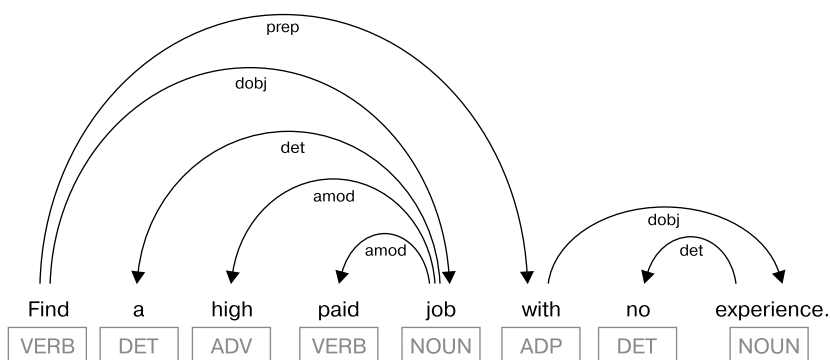 prep
dobj
det
amod
dobj
amod
det
Find a high paid job with no experience.
VERB DET ADV VERB NOUN ADP DET NOUN